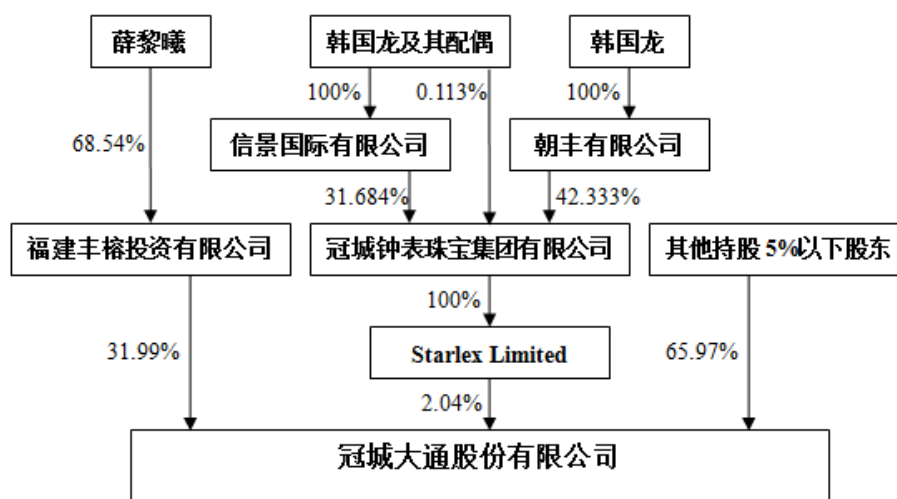 薛黎曦
韩国龙及其配偶
韩国龙
100%
0.113%
100%
68.54%
信景国际有限公司
朝丰有限公司
31.684%
42.333%
福建丰榕投资有限公司
冠城钟表珠宝集团有限公司
其他持股 5%以下股东
100%
31.99%
Starlex Limited
65.97%
2.04%
冠城大通股份有限公司